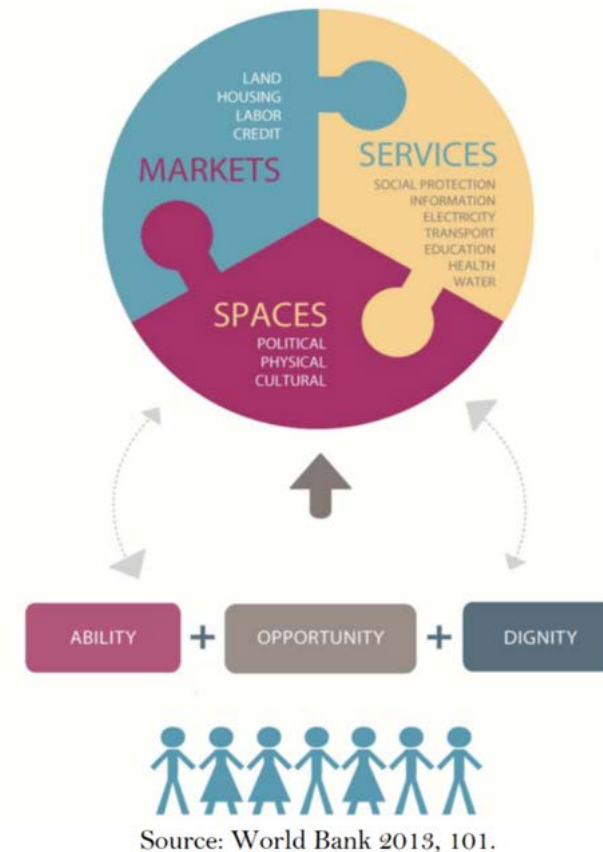 LAND
HOUSING
LABOR
CREDIT
MARKETS
SERVICES
SOCIAL PROTECTION
INFORMATION
ELECTRICITY
TRANSPORT
EDUCATION
HEALTH
WATER
SPACES
POLITICAL
PHYSICAL
CULTURAL
ABILITY + OPPORTUNITY + DIGNITY
Source: World Bank 2013, 101.